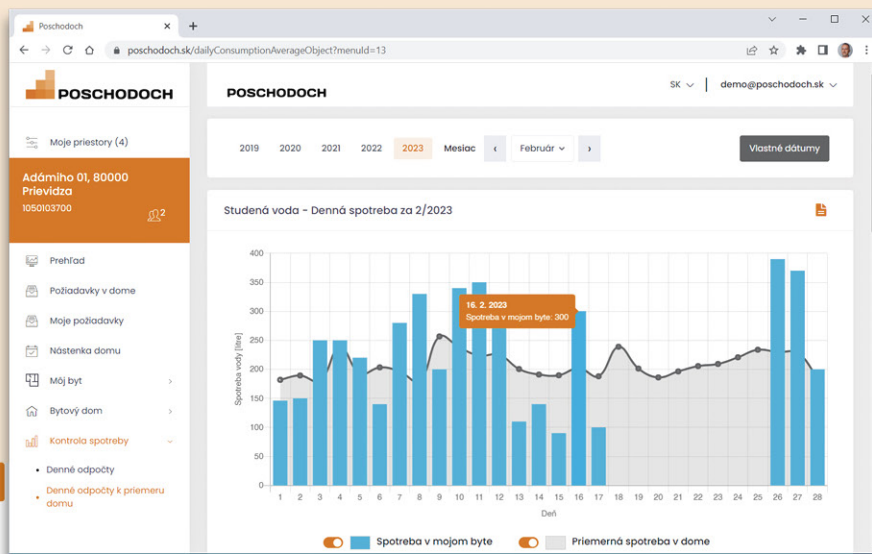 Poschodoch
poschodoch.sk/dailyConsumptionAverageObject?menuId=13
POSCHODOCH
POSCHODOCH
SK
demo@poschodoch.sk
Moje priestory (4)
Adámiho 01, 80000
Prievidza
1050103700
2
Prehľad
Požiadavky v dome
Moje požiadavky
Nástenka domu
Môj byt
Bytový dom
Kontrola spotreby
Denné odpočty
Denné odpočty k priemeru
domu
2019 2020 2021 2022 2023 Mesiac Február
Vlastné dátumy
Studená voda - Denná spotreba za 2/2023
Spotreba vody [litre]
400
350
300
250
200
150
100
50
0
16. 2. 2023
Spotreba v mojom byte: 300
1 2 3 4 5 6 7 8 9 10 11 12 13 14 15 16 17 18 19 20 21 22 23 24 25 26 27 28
Deň
Spotreba v mojom byte
Priemerná spotreba v dome